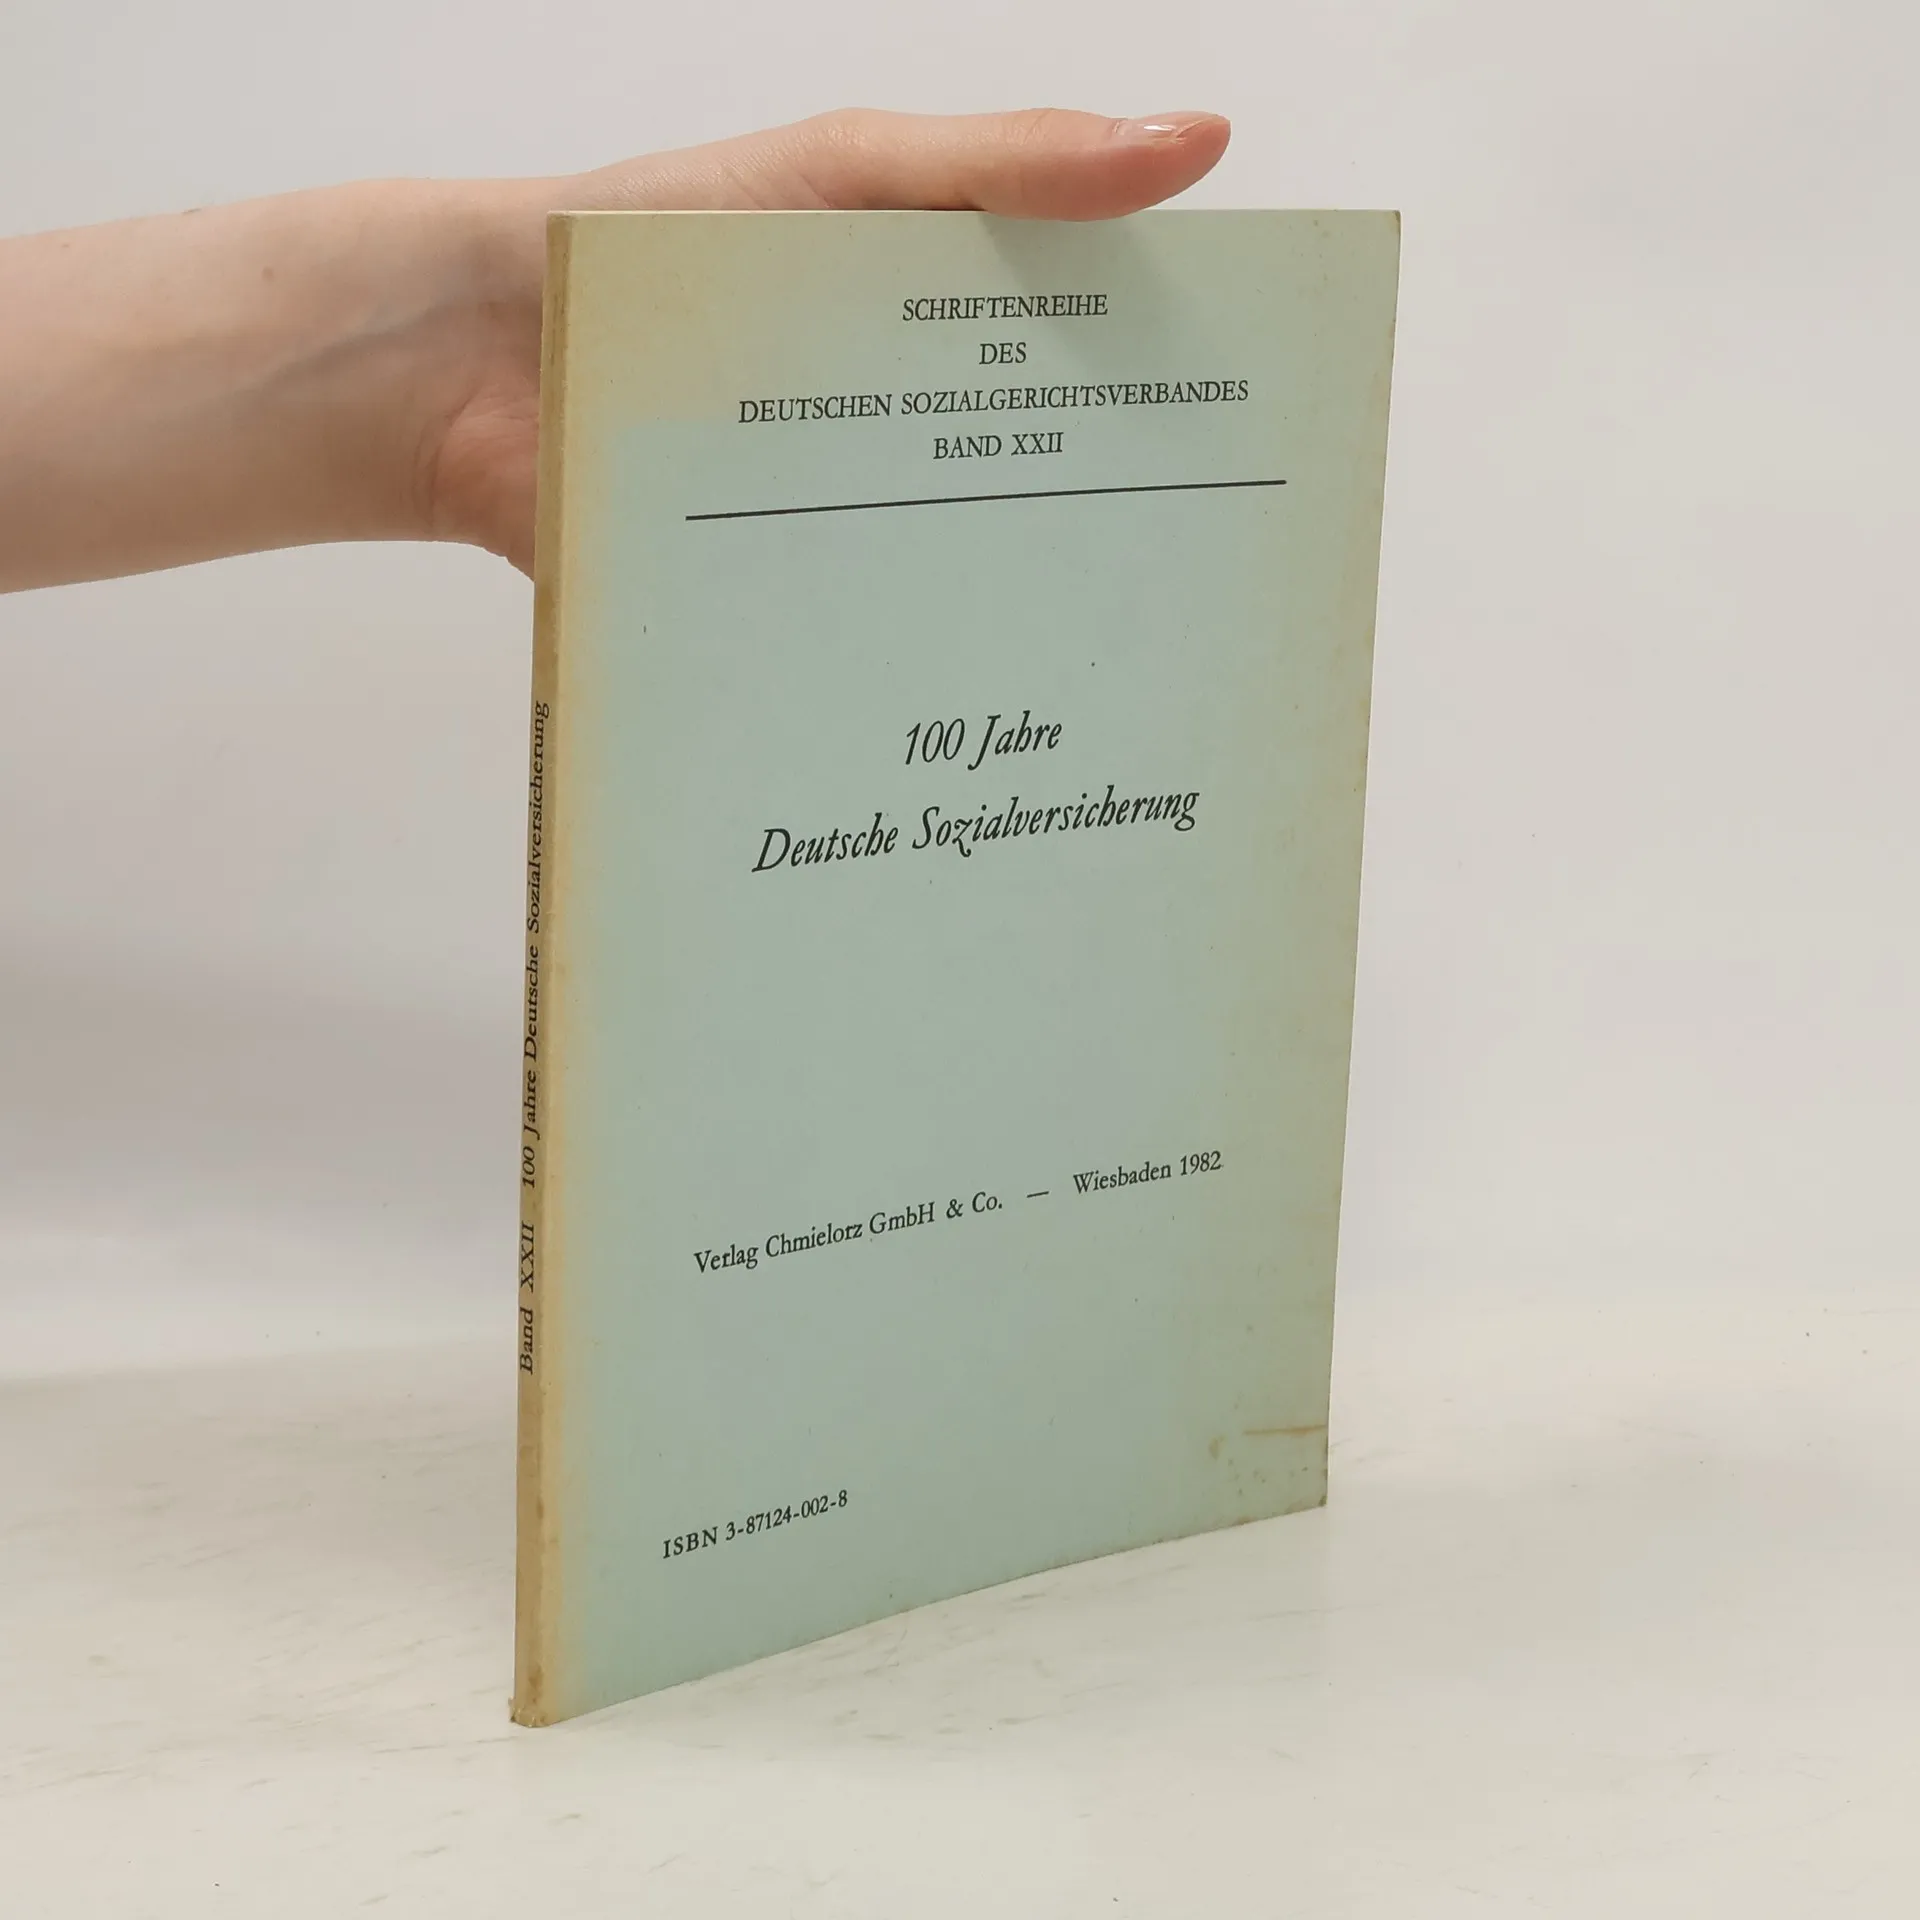 SCHRIFTENREIHE
DES
DEUTSCHEN SOZIALGERICHTSVERBANDES
BAND XXII
100 Jahre
Deutsche Sozialversicherung
Verlag Chmielorz GmbH & Co. — Wiesbaden 1982
ISBN 3-87124-002-8
Band XXII 100 Jahre Deutsche Sozialversicherung